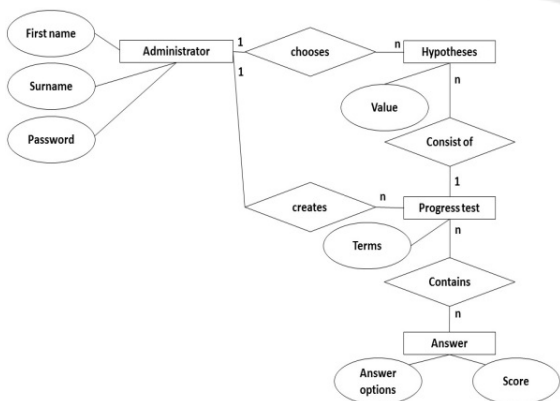 First name
Administrator
1
chooses
n
Hypotheses
1
n
Surname
Value
Password
Consist of
1
creates
n
Progress test
n
Terms
Contains
n
Answer
Answer
options
Score